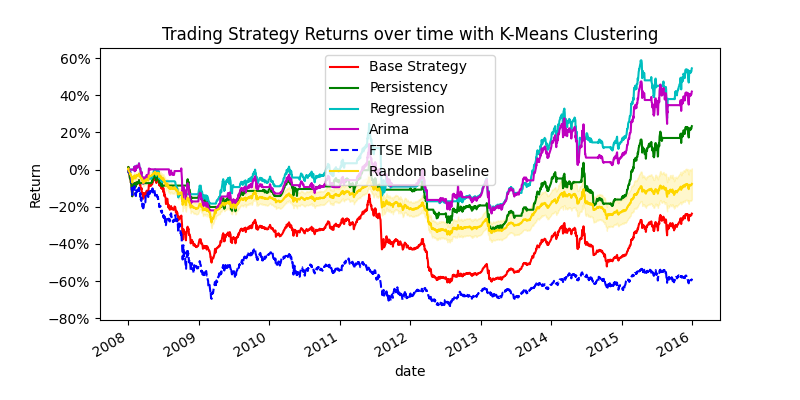 Trading Strategy Returns over time with K-Means Clustering
Return
60%
40%
20%
0%
−20%
−40%
−60%
−80%
Base Strategy
Persistency
Regression
Arima
FTSE MIB
Random baseline
2008
2009
2010
2011
2012
2013
2014
2015
2016
date